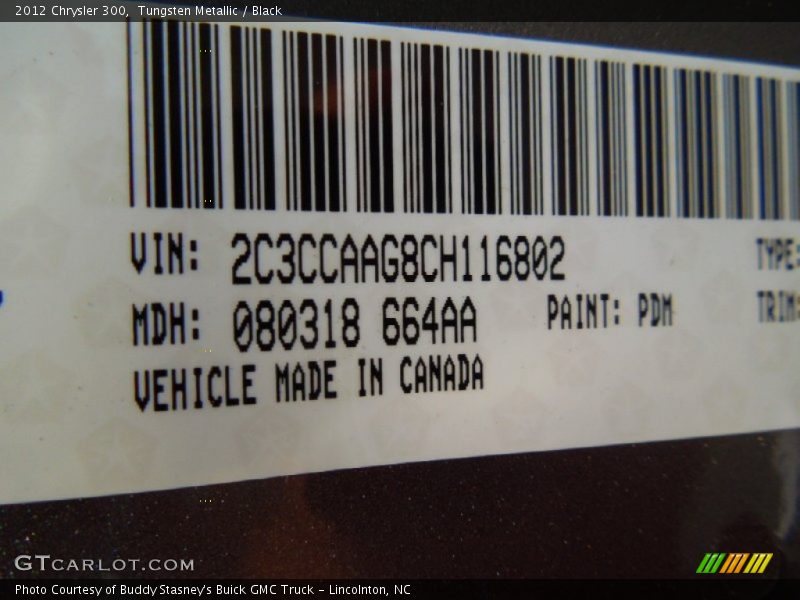 2012 Chrysler 300, Tungsten Metallic / Black
VIN: 2C3CCAAG8CH116802 TYPE:
MDH: 080318 664AA PAINT: PDM TRIM:
VEHICLE MADE IN CANADA
GTCARLOT.COM
Photo Courtesy of Buddy Stasney's Buick GMC Truck - Lincolnton, NC